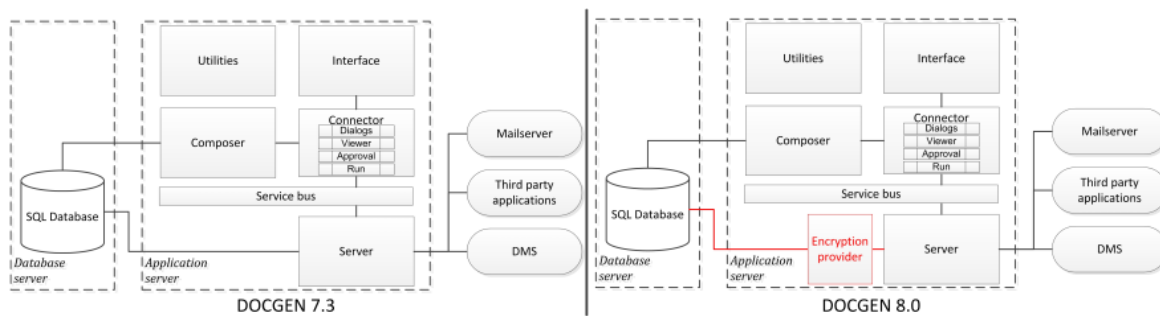 Utilities
Interface
Composer
Connector
Dialogs
Viewer
Approval
Run
Service bus
Server
SQL Database
Database
server
Application
server
Mailserver
Third party
applications
DMS
DOCGEN 7.3
Utilities
Interface
Composer
Connector
Dialogs
Viewer
Approval
Run
Service bus
Encryption
provider
Server
SQL Database
Database
server
Application
server
Mailserver
Third party
applications
DMS
DOCGEN 8.0